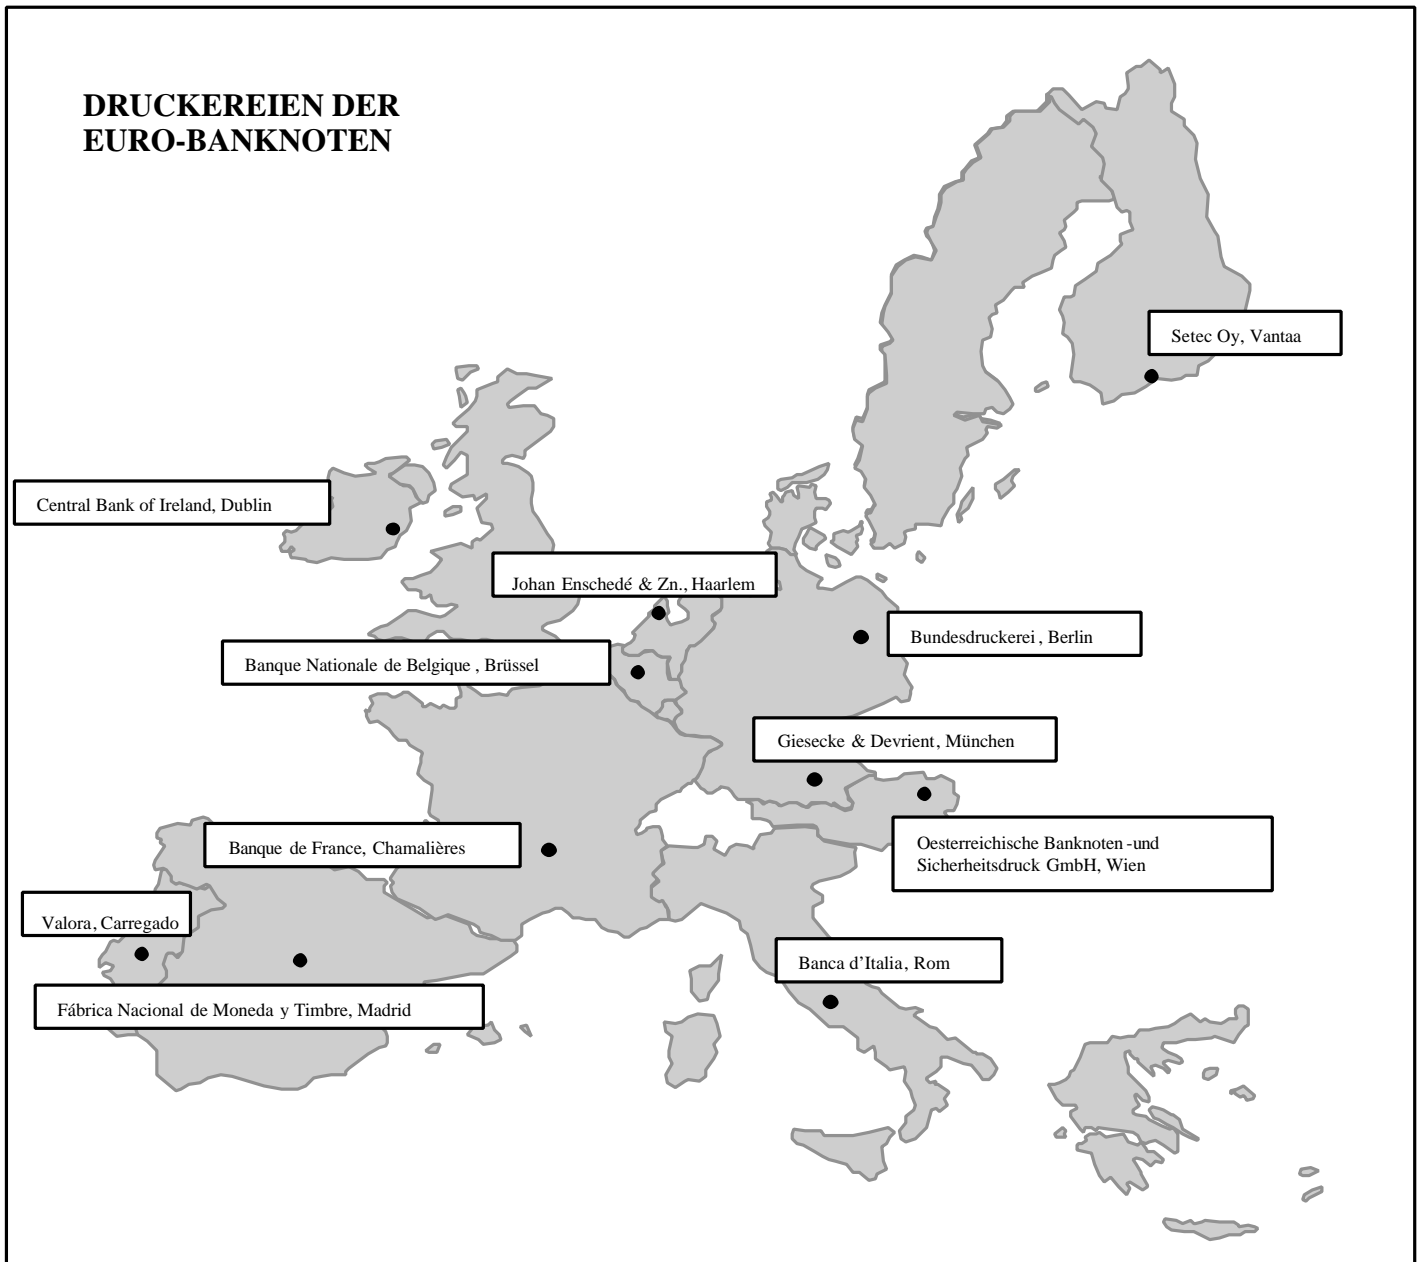 DRUCKEREIEN DER
EURO-BANKNOTEN
Setec Oy, Vantaa
Central Bank of Ireland, Dublin
Johan Enschedé & Zn., Haarlem
Bundesdruckerei, Berlin
Banque Nationale de Belgique, Brüssel
Giesecke & Devrient, München
Banque de France, Chamalières
Oesterreichische Banknoten-und
Sicherheitsdruck GmbH, Wien
Valora, Carregado
Banca d'Italia, Rom
Fábrica Nacional de Moneda y Timbre, Madrid